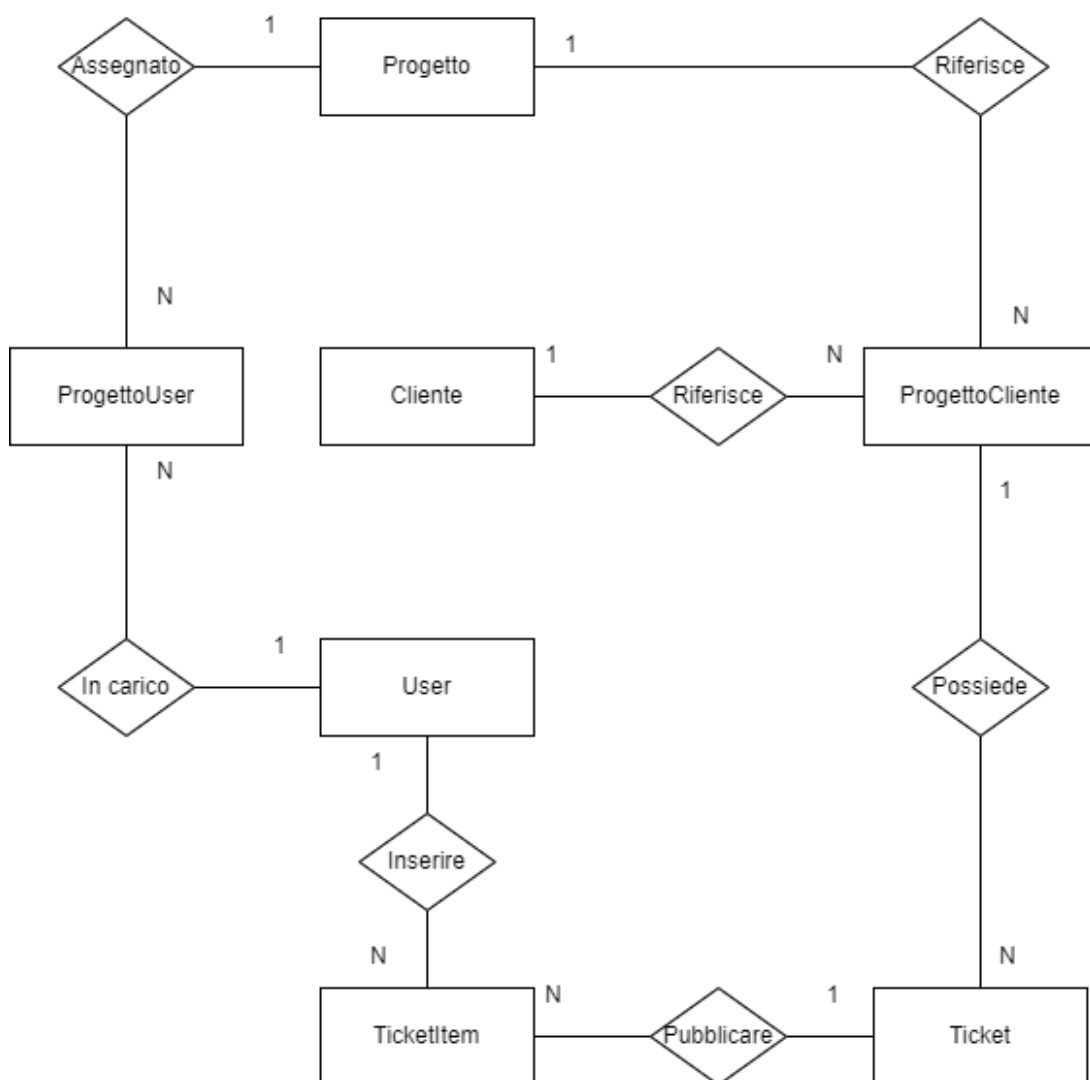 1
1
Assegnato
Progetto
Riferisce
N
N
1
N
ProgettoUser
Cliente
Riferisce
ProgettoCliente
N
1
1
In carico
User
Possiede
1
Inserire
N
N
N
1
TicketItem
Pubblicare
Ticket